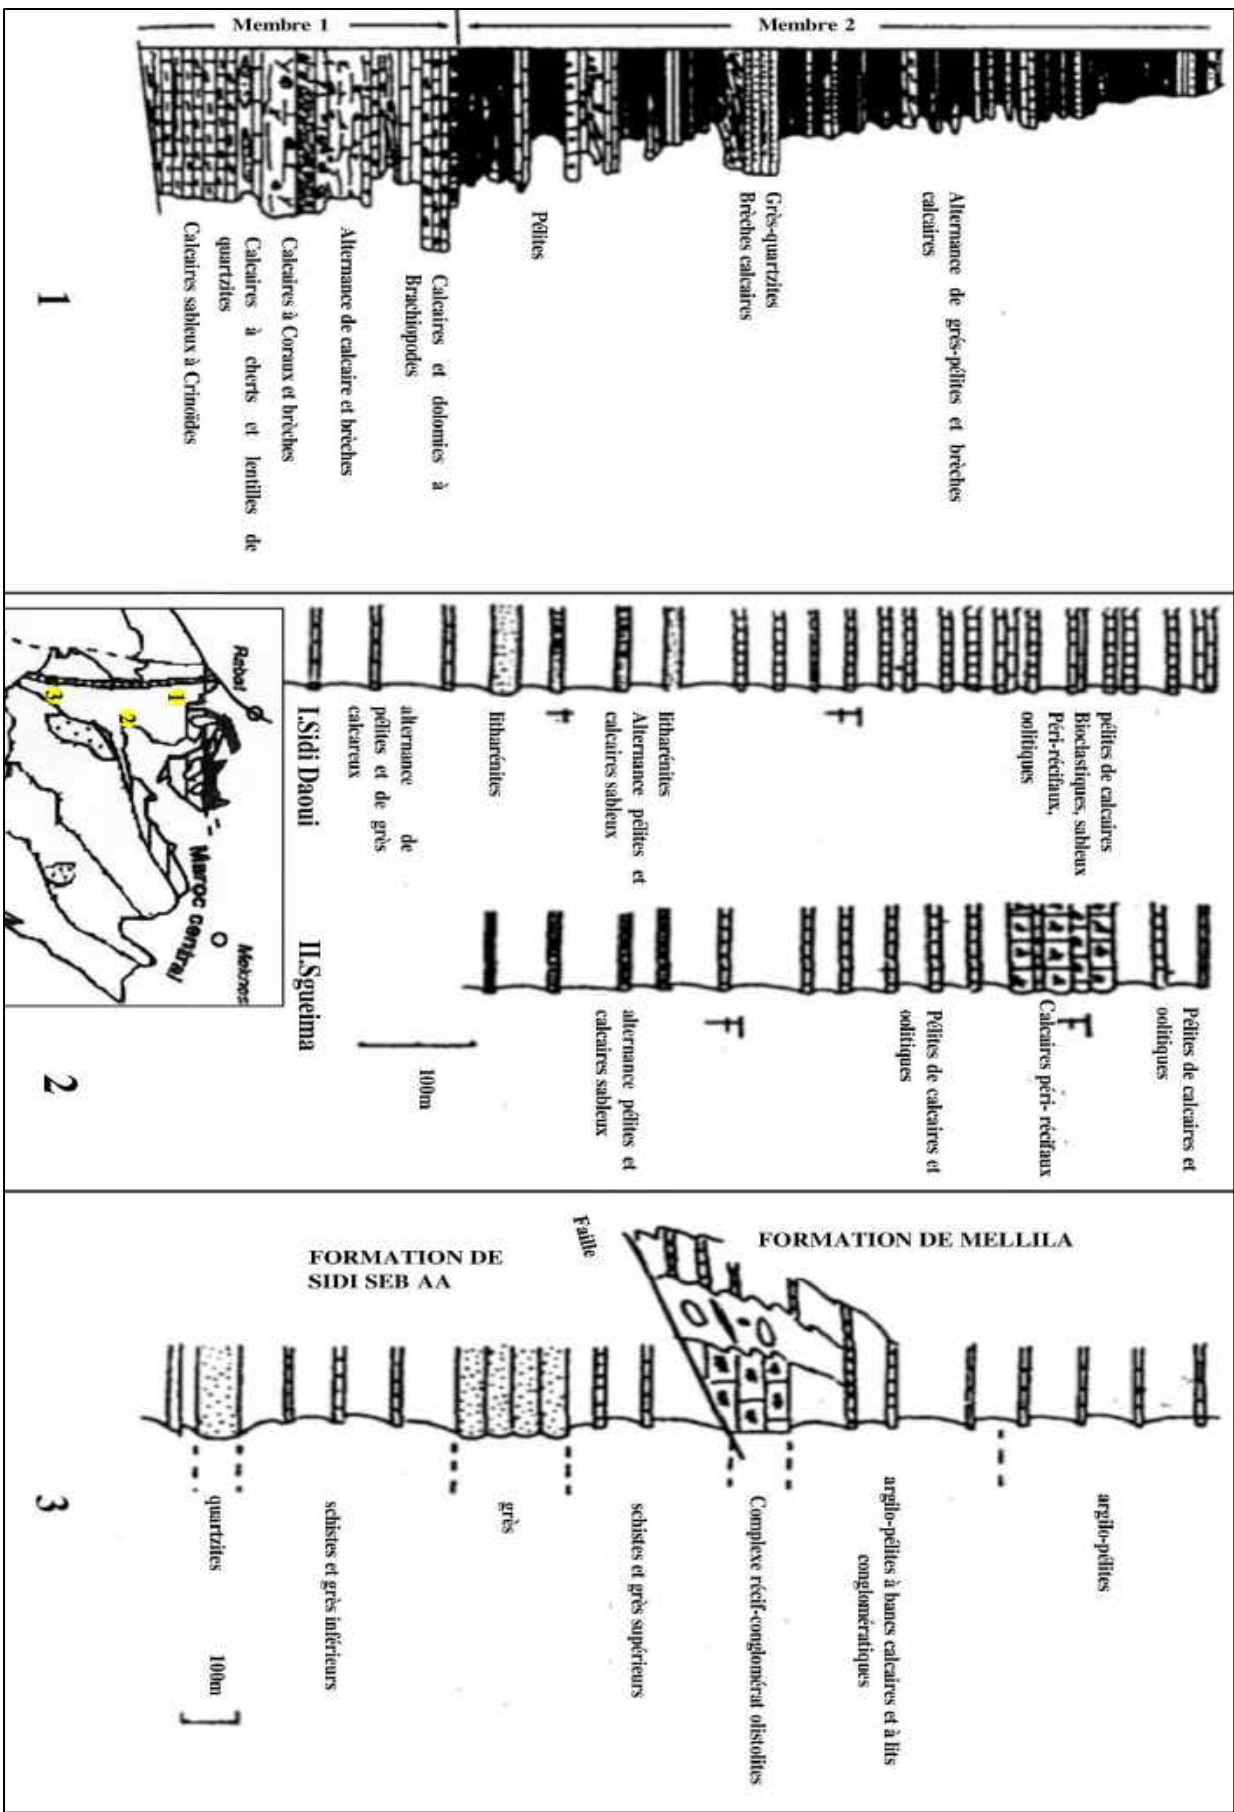 Membre 1
Membre 2
Alternance de grés-pélites et brèches
calcaires
Grès-quartzites
Brèches calcaires
Pélites
Calcaires et dolomies à
Brachiopodes
Alternance de calcaire et brèches
Calcaires à Coraux et brèches
Calcaires à cherts et lentilles de
quartzites
Calcaires sableux à Crinoïdes
1
pélites de calcaires
Bioclastiques, sableux
Péri-récifaux,
oolitiques
F
litharénites
Alternance pélites et
calcaires sableux
F
litharénites
alternance de
pélites et de grès
calcareux
I.Sidi Daoui
Pélites de calcaires et
oolitiques
F
Calcaires péri- récifaux
Pélites de calcaires et
oolitiques
F
alternance pélites et
calcaires sableux
100m
II.Sgueima
Rabat
Meknes
Maroc central
1
2
3
2
FORMATION DE MELLILA
Faille
FORMATION DE
SIDI SEB AA
argilo-pélites
argilo-pélites à bancs calcaires et à lits
conglomératiques
Complexe récif-conglomérat olistolites
schistes et grès supérieurs
grès
schistes et grès inférieurs
quartzites
100m
3